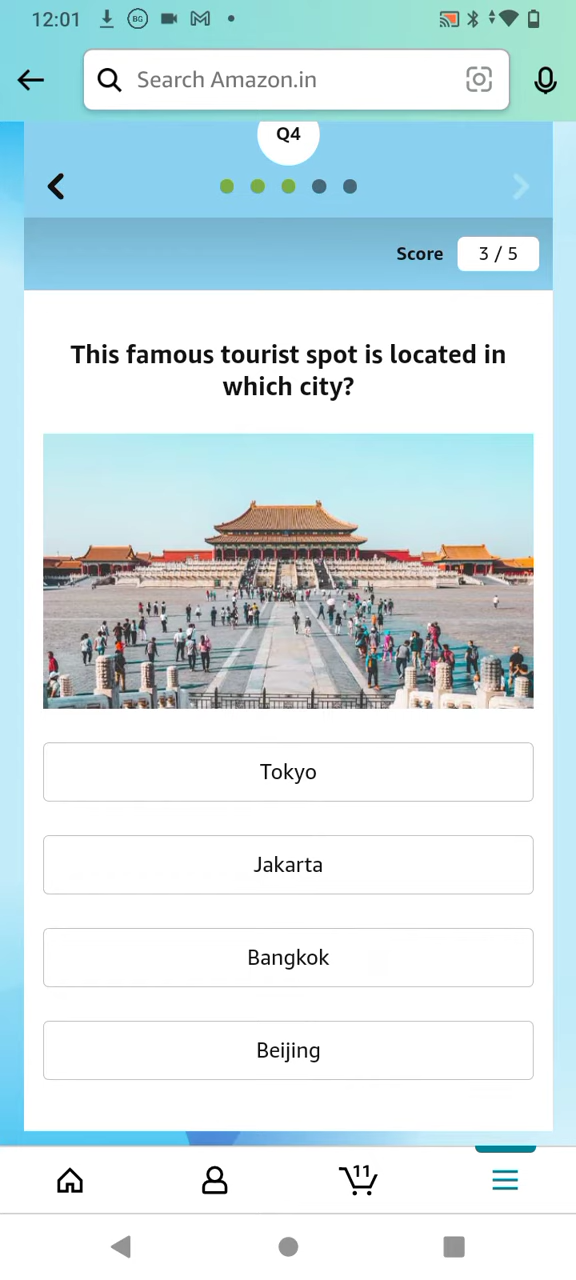 12:01
BG
Search Amazon.in
Q4
Score 3 / 5
This famous tourist spot is located in
which city?
Tokyo
Jakarta
Bangkok
Beijing
11